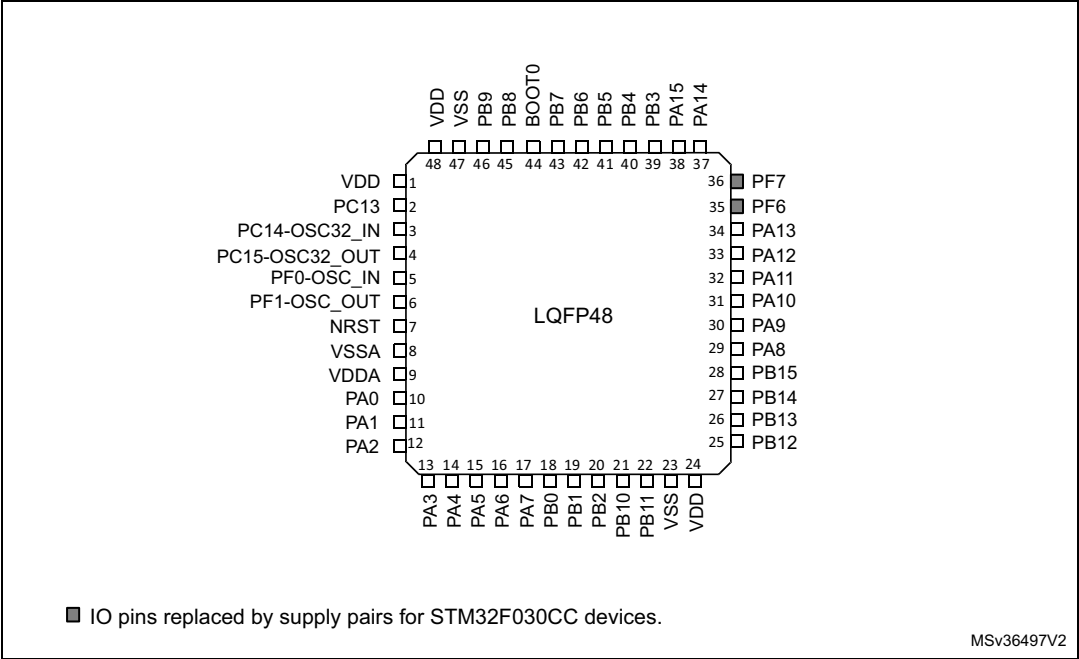 VDD
VSS
PB9
PB8
BOOT0
PB7
PB6
PB5
PB4
PB3
PA15
PA14
48 47 46 45 44 43 42 41 40 39 38 37
VDD 1
PC13 2
PC14-OSC32_IN 3
PC15-OSC32_OUT 4
PF0-OSC_IN 5
PF1-OSC_OUT 6
NRST 7
VSSA 8
VDDA 9
PA0 10
PA1 11
PA2 12
LQFP48
36 PF7
35 PF6
34 PA13
33 PA12
32 PA11
31 PA10
30 PA9
29 PA8
28 PB15
27 PB14
26 PB13
25 PB12
13 14 15 16 17 18 19 20 21 22 23 24
PA3
PA4
PA5
PA6
PA7
PB0
PB1
PB2
PB10
PB11
VSS
VDD
IO pins replaced by supply pairs for STM32F030CC devices.
MSv36497V2